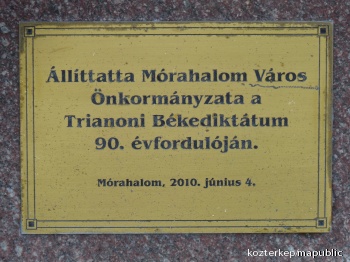 Állíttatta Mórahalom Város
Önkormányzata a
Trianoni Békediktátum
90. évfordulóján.
Mórahalom, 2010. június 4.
kozterkep.mapublic